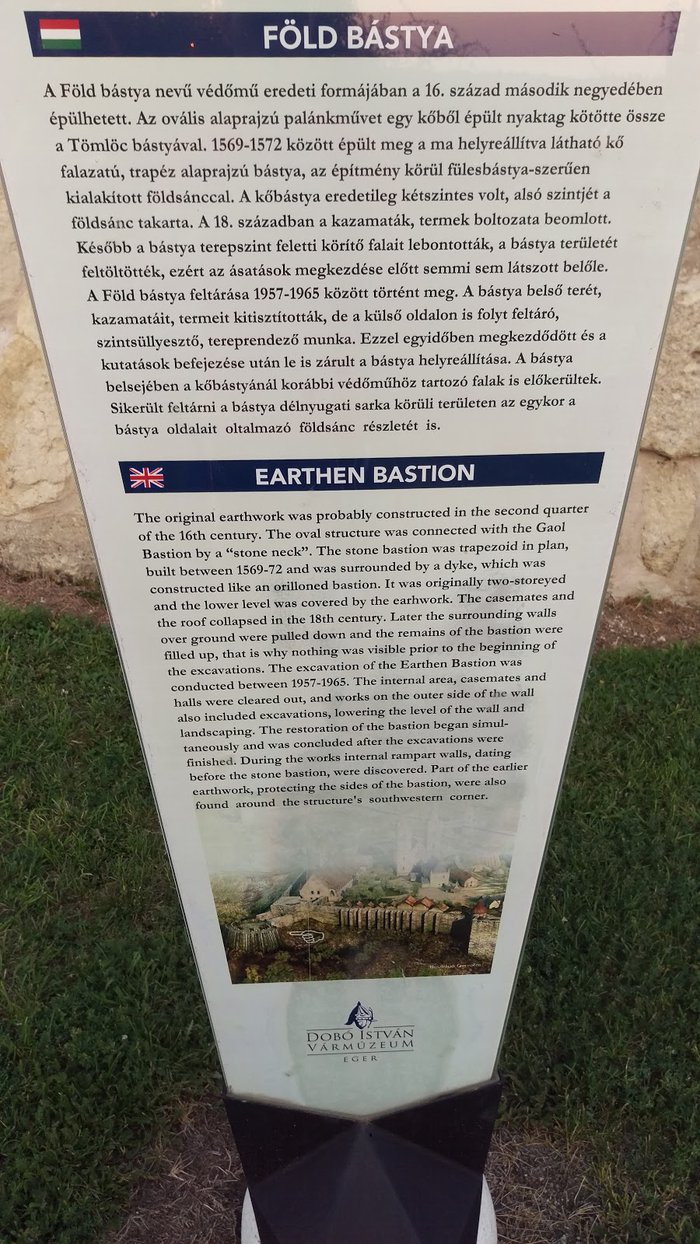 FÖLD BÁSTYA
A Föld bástya nevű védőmű eredeti formájában a 16. század második negyedében
épülhetett. Az ovális alaprajzú palánkművet egy kőből épült nyaktag kötötte össze
a Tömlöc bástyával. 1569-1572 között épült meg a ma helyreállítva látható kő
falazatú, trapéz alaprajzú bástya, az építmény körül fülesbástya-szerűen
kialakított földsánccal. A kőbástya eredetileg kétszintes volt, alsó szintjét a
földsánc takarta. A 18. században a kazamaták, termek boltozata beomlott.
Később a bástya terepszint feletti körítő falait lebontották, a bástya területét
feltöltötték, ezért az ásatások megkezdése előtt semmi sem látszott belőle.
A Föld bástya feltárása 1957-1965 között történt meg. A bástya belső terét,
kazamatáit, termeit kitisztították, de a külső oldalon is folyt feltáró,
szintsüllyesztő, tereprendező munka. Ezzel egyidőben megkezdődött és a
kutatások befejezése után le is zárult a bástya helyreállítása. A bástya
belsejében a kőbástyánál korábbi védőműhöz tartozó falak is előkerültek.
Sikerült feltárni a bástya délnyugati sarka körüli területen az egykor a
bástya oldalait oltalmazó földsánc részletét is.
EARTHEN BASTION
The original earthwork was probably constructed in the second quarter
of the 16th century. The oval structure was connected with the Gaol
Bastion by a “stone neck”. The stone bastion was trapezoid in plan,
built between 1569-72 and was surrounded by a dyke, which was
constructed like an orilloned bastion. It was originally two-storeyed
and the lower level was covered by the earhwork. The casemates and
the roof collapsed in the 18th century. Later the surrounding walls
over ground were pulled down and the remains of the bastion were
filled up, that is why nothing was visible prior to the beginning of
the excavations. The excavation of the Earthen Bastion was
conducted between 1957-1965. The internal area, casemates and
halls were cleared out, and works on the outer side of the wall
also included excavations, lowering the level of the wall and
landscaping. The restoration of the bastion began simul-
taneously and was concluded after the excavations were
finished. During the works internal rampart walls, dating
before the stone bastion, were discovered. Part of the earlier
earthwork, protecting the sides of the bastion, were also
found around the structure's southwestern corner.
DOBÓ ISTVÁN
VÁRMÚZEUM
EGER